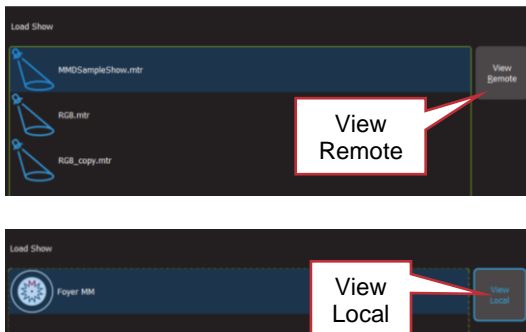 Load Show
MMDSampleShow.mtr
View
Remote
RGB.mtr
View
Remote
RGB_copy.mtr
Load Show
Foyer MM
View
Local
View
Local